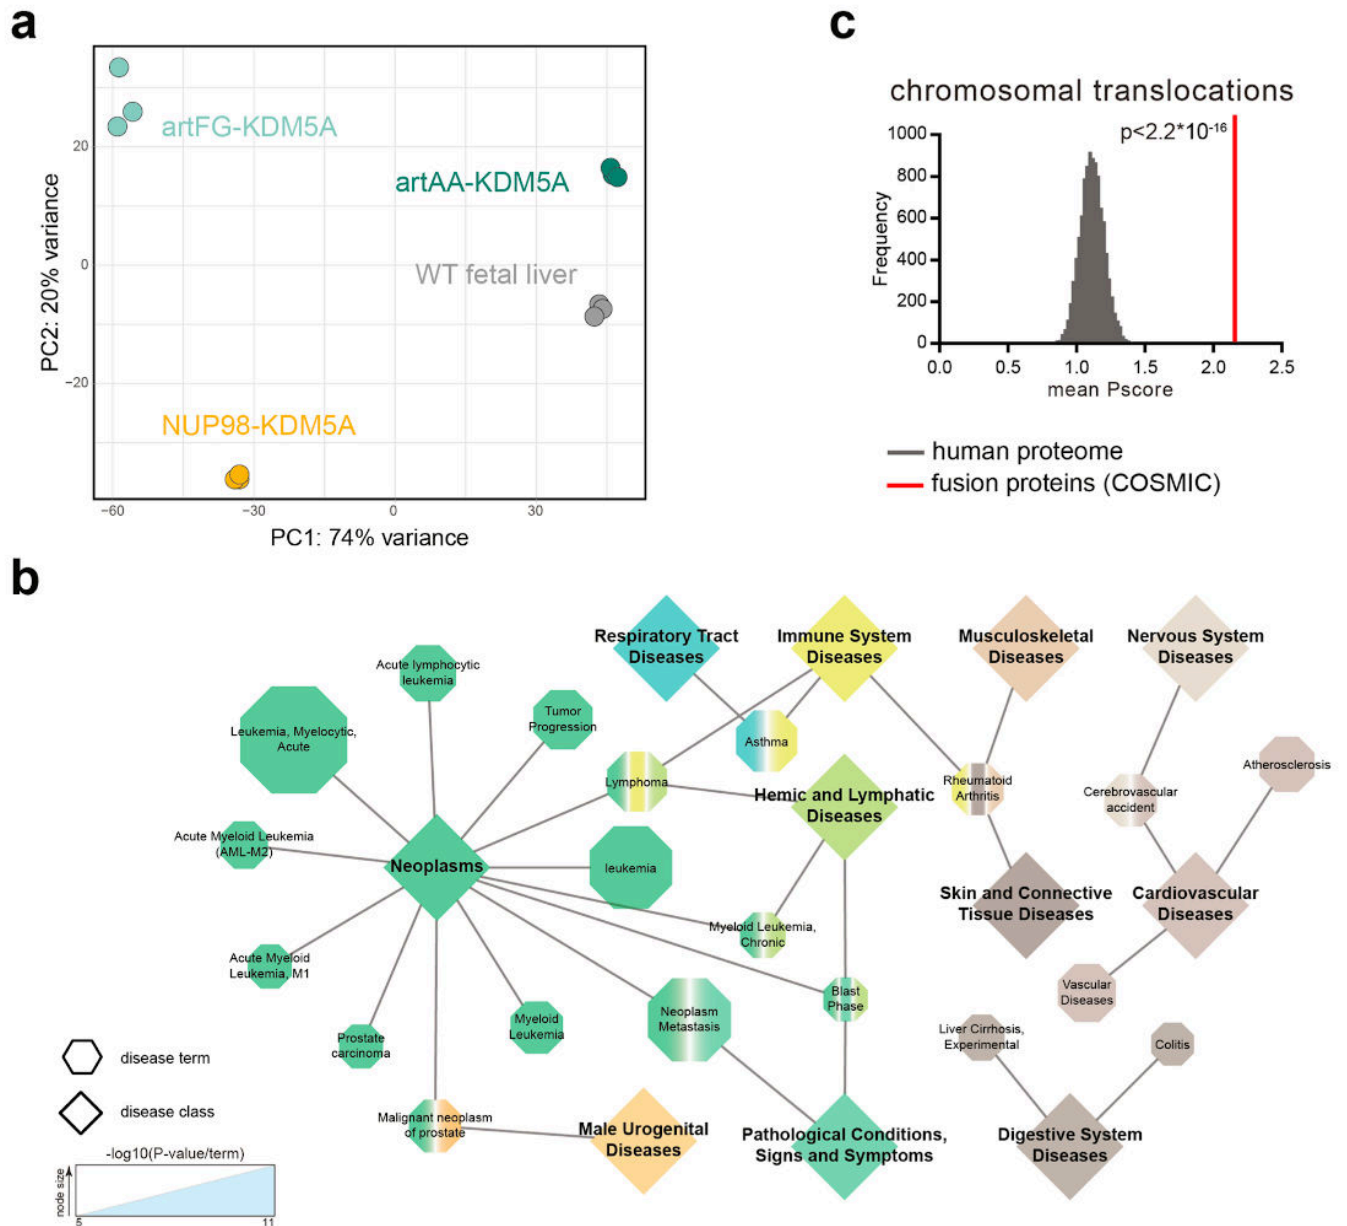 a
artFG-KDM5A
artAA-KDM5A
WT fetal liver
NUP98-KDM5A
20
0
−20
PC2: 20% variance
−60
−30
0
30
PC1: 74% variance
c
chromosomal translocations
p<2.2*10-16
1000
800
600
400
200
0
Frequency
0.0
0.5
1.0
1.5
2.0
2.5
mean Pscore
human proteome
fusion proteins (COSMIC)
b
Respiratory Tract
Diseases
Immune System
Diseases
Musculoskeletal
Diseases
Nervous System
Diseases
Acute lymphocytic
leukemia
Leukemia, Myelocytic,
Acute
Tumor
Progression
Asthma
Lymphoma
Rheumatoid
Arthritis
Cerebrovascular
accident
Atherosclerosis
Hemic and Lymphatic
Diseases
Acute Myeloid Leukemia
(AML-M2)
Neoplasms
leukemia
Skin and Connective
Tissue Diseases
Cardiovascular
Diseases
Myeloid Leukemia,
Chronic
Acute Myeloid
Leukemia, M1
Vascular
Diseases
Blast
Phase
Neoplasm
Metastasis
Myeloid
Leukemia
Prostate
carcinoma
Liver Cirrhosis,
Experimental
Colitis
Malignant neoplasm
of prostate
Male Urogenital
Diseases
Pathological Conditions,
Signs and Symptoms
Digestive System
Diseases
disease term
disease class
-log10(P-value/term)
node size
5
11